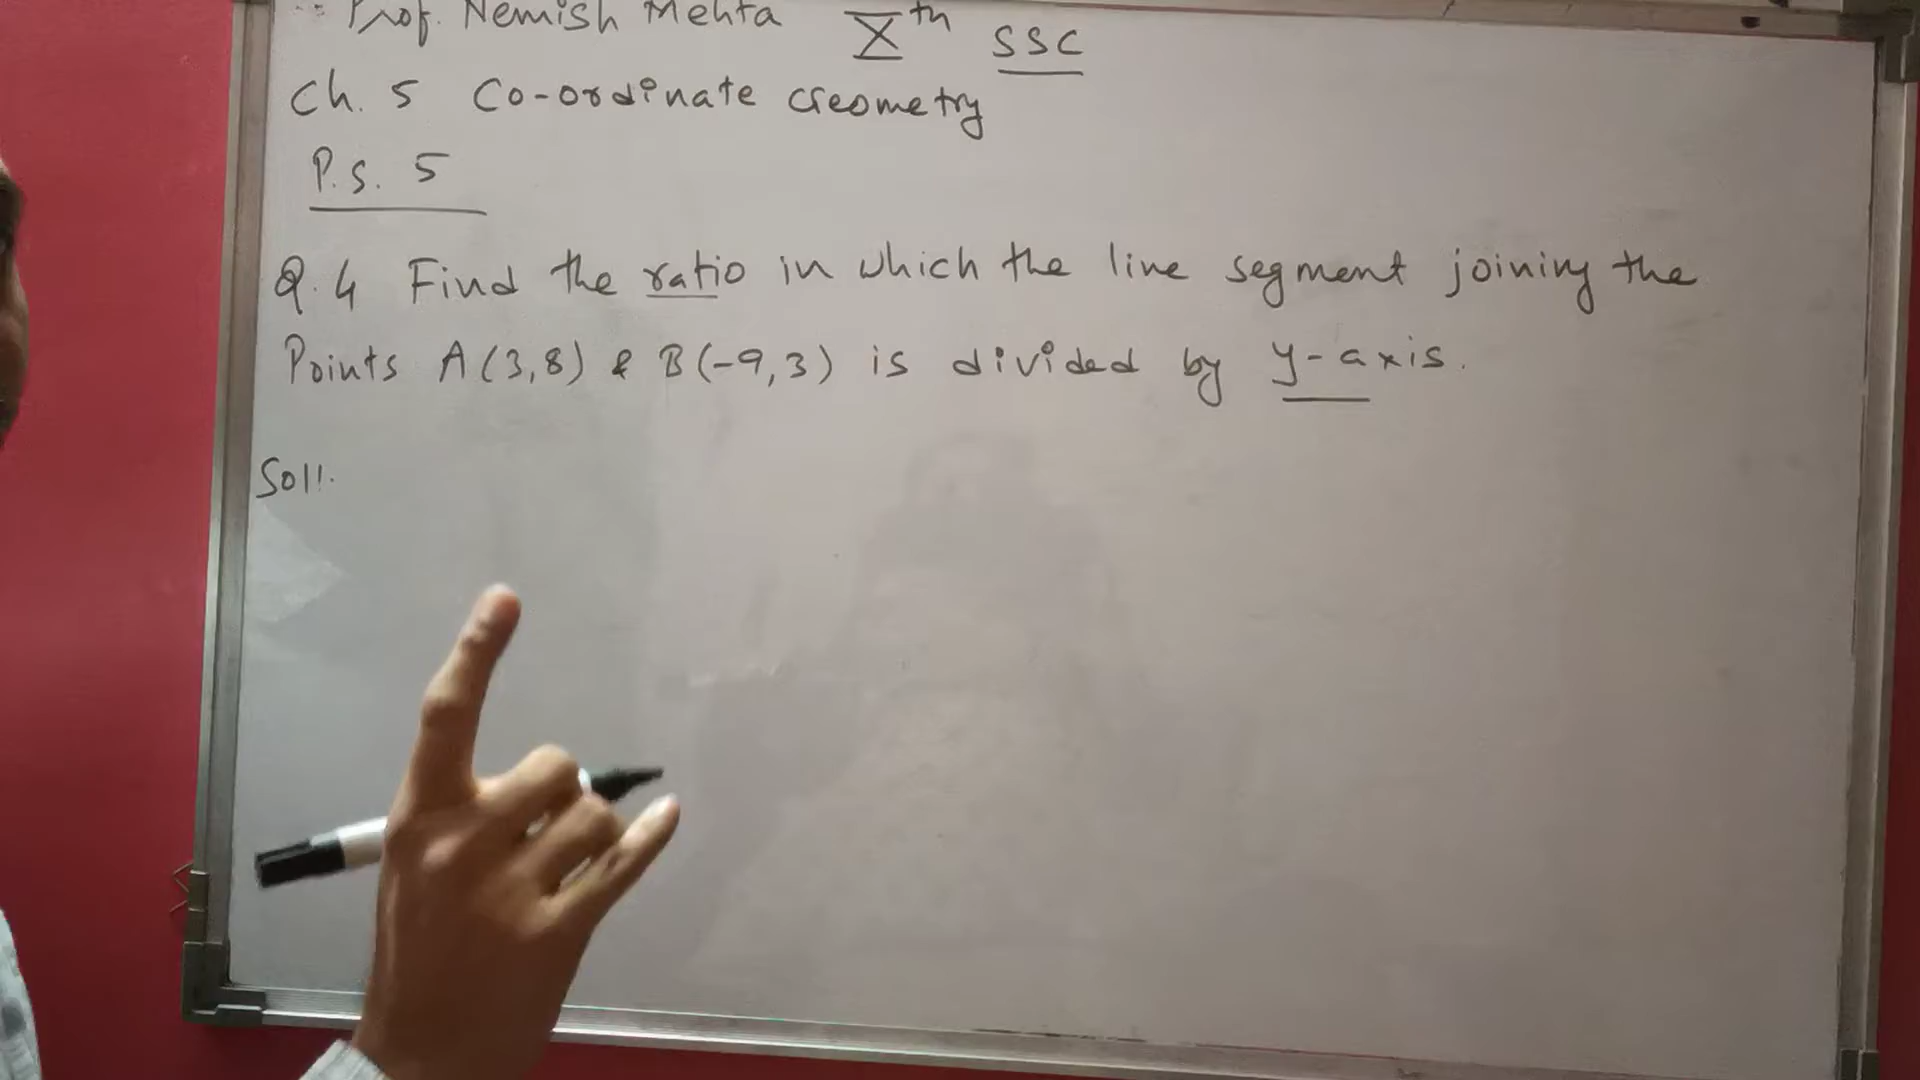 Prof. Nemish Mehta Xth SSC
Ch. 5 Co-ordinate Geometry
P.S. 5
Q.4 Find the ratio in which the line segment joining the
Points A(3,8) & B(-9,3) is divided by y-axis.
Soll.